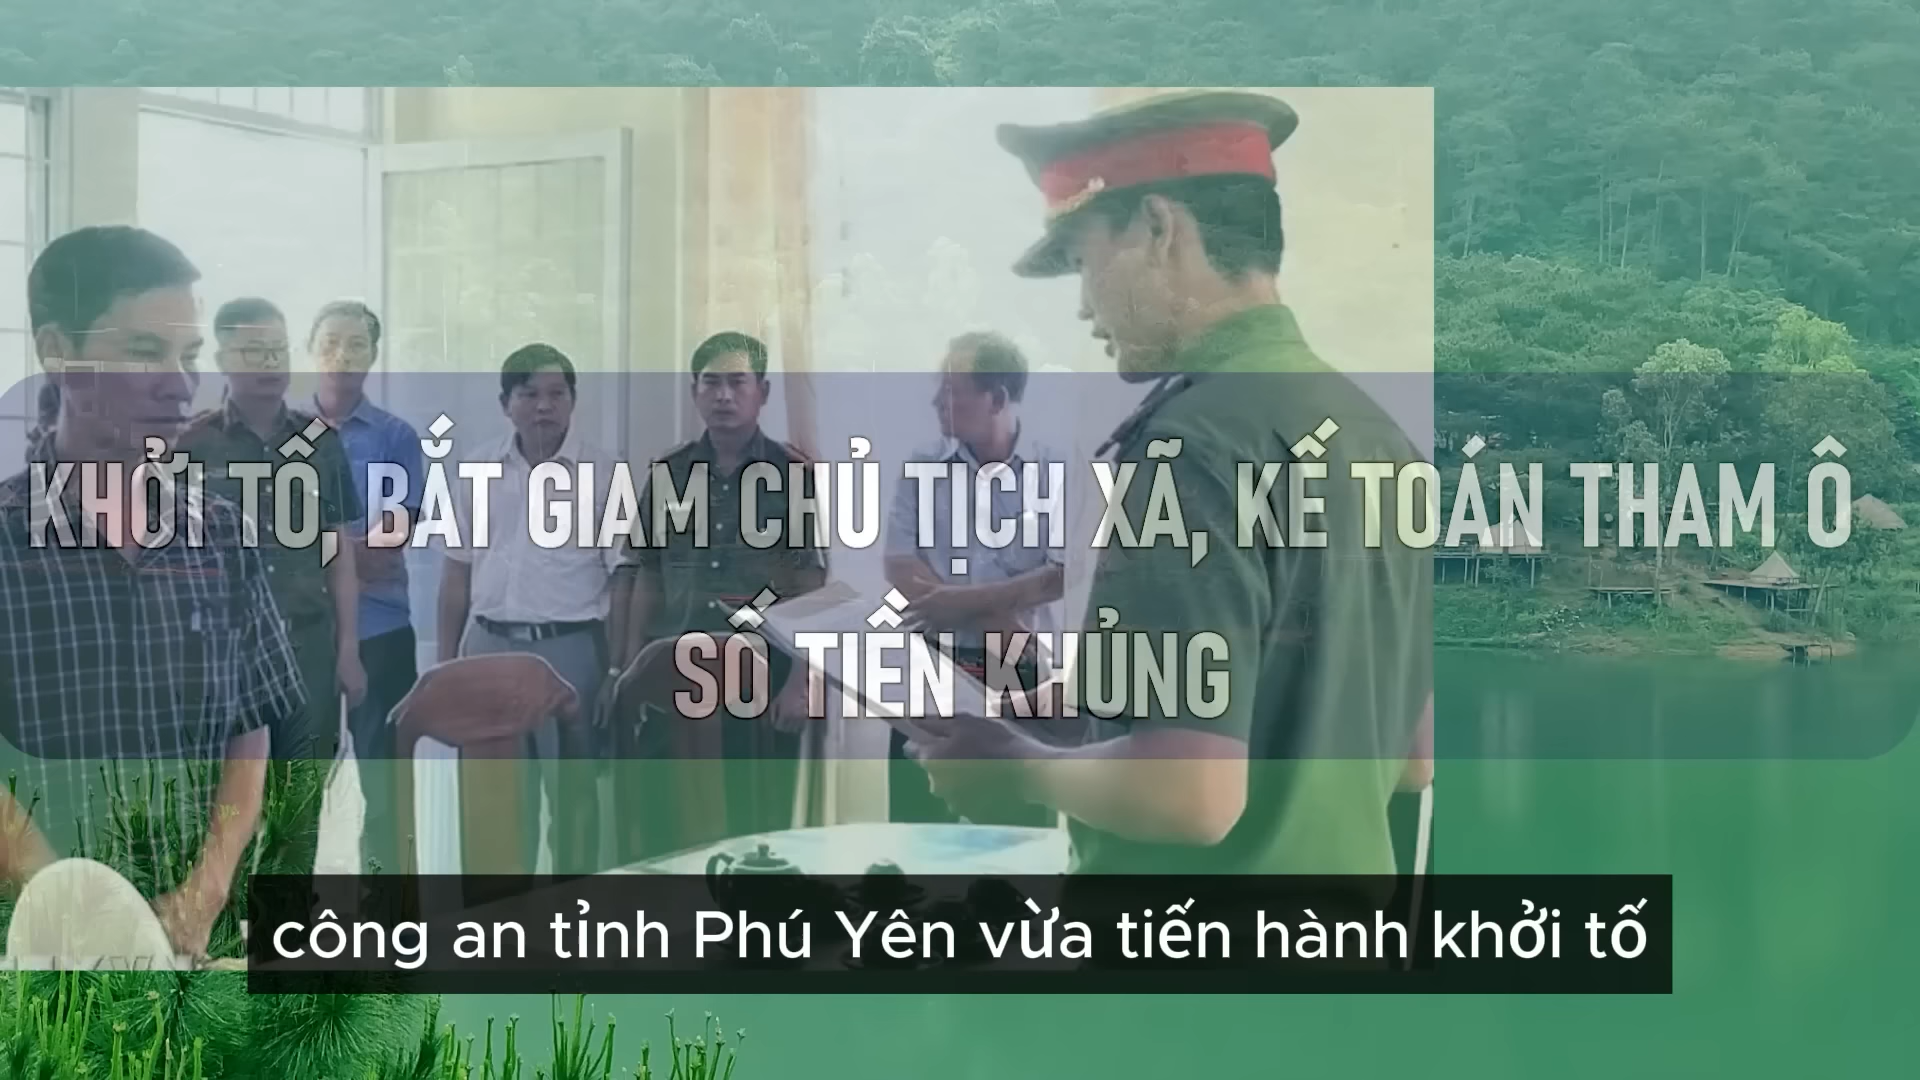 KHỞI TỐ, BẮT GIAM CHỦ TỊCH XÃ, KẾ TOÁN THAM Ô
SỐ TIỀN KHỦNG
công an tỉnh Phú Yên vừa tiến hành khởi tố